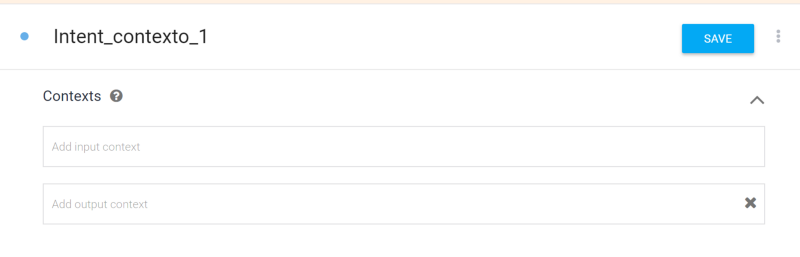 Intent_contexto_1
SAVE
Contexts ?
Add input context
Add output context